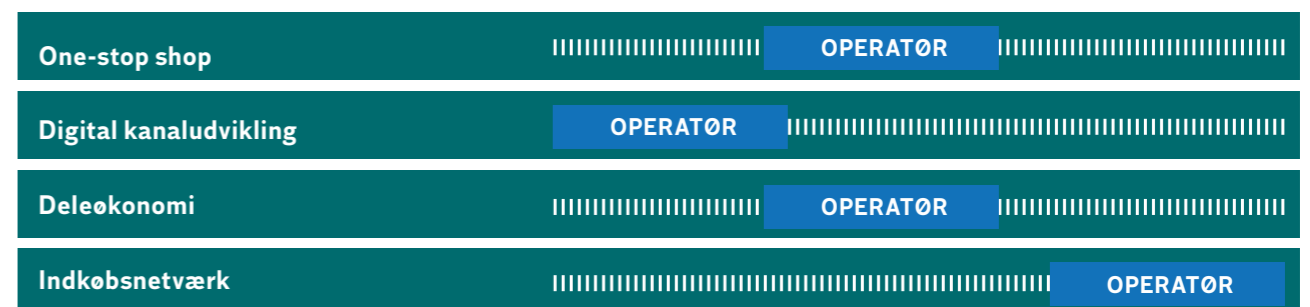 One-stop shop OPERATØR
Digital kanaludvikling OPERATØR
Deleøkonomi OPERATØR
Indkøbsnetværk OPERATØR